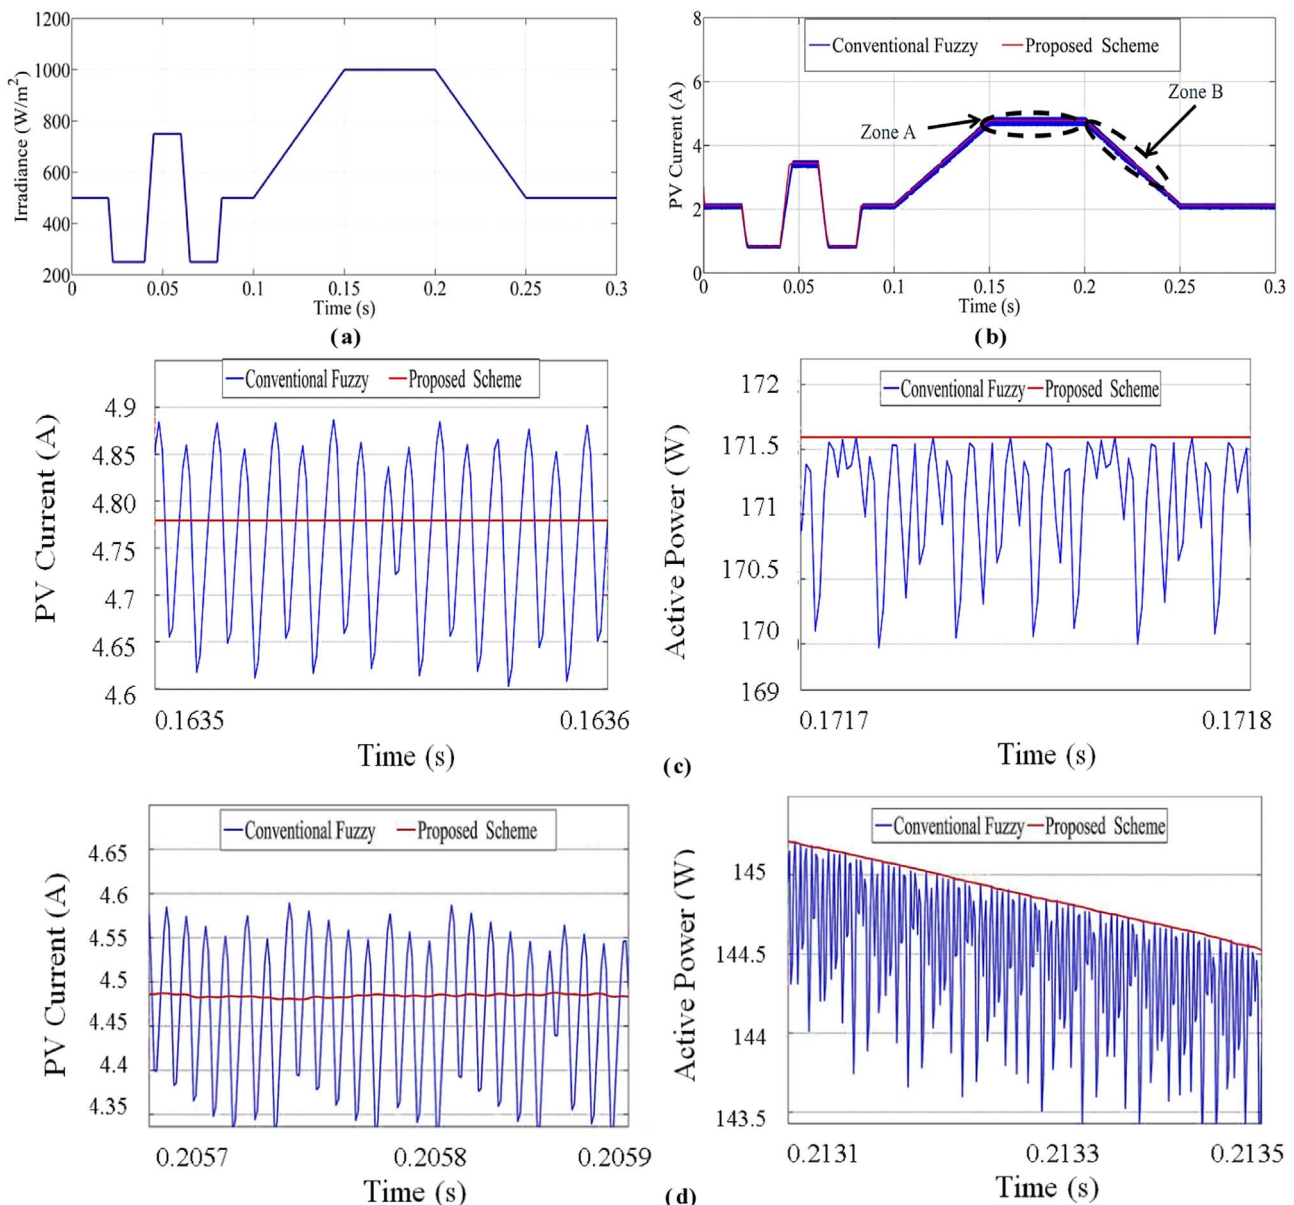 1200
1000
800
600
400
200
Irradiance (W/m²)
0
0.05
0.1
0.15
0.2
0.25
0.3
Time (s)
(a)
8
6
4
2
0
PV Current (A)
Conventional Fuzzy
Proposed Scheme
Zone A
Zone B
0
0.05
0.1
0.15
0.2
0.25
0.3
Time (s)
(b)
Conventional Fuzzy
Proposed Scheme
4.9
4.85
4.80
4.75
4.7
4.65
4.6
PV Current (A)
0.1635
0.1636
Time (s)
Conventional Fuzzy
Proposed Scheme
172
171.5
171
170.5
170
169
Active Power (W)
0.1717
0.1718
Time (s)
(c)
Conventional Fuzzy
Proposed Scheme
4.65
4.6
4.55
4.5
4.45
4.4
4.35
PV Current (A)
0.2057
0.2058
0.2059
Time (s)
Conventional Fuzzy
Proposed Scheme
145
144.5
144
143.5
Active Power (W)
0.2131
0.2133
0.2135
Time (s)
(d)